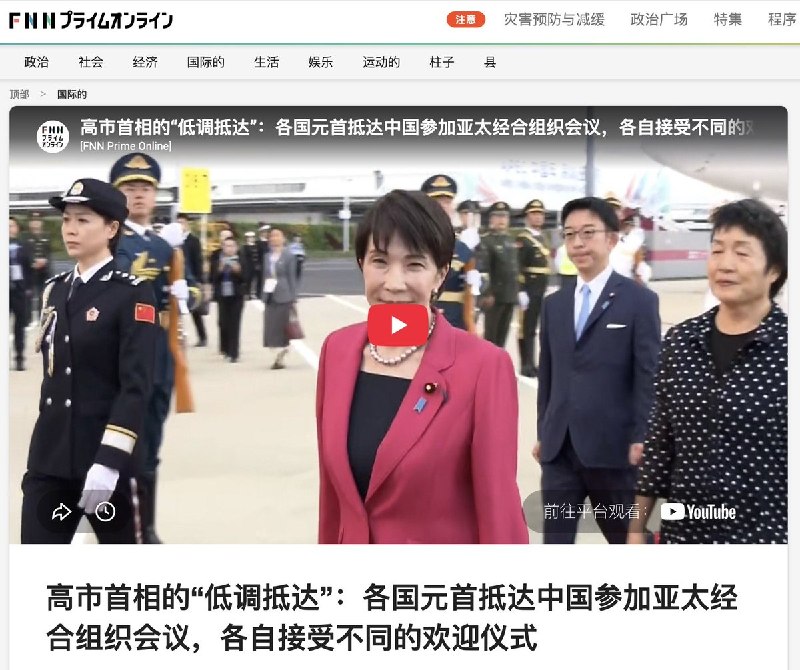 FNNプライムオンライン
注意 灾害预防与减缓 政治广场 特集 程序
政治 社会 经济 国际的 生活 娱乐 运动的 柱子 县
顶部 > 国际的
FNN
プライム
オンライン
高市首相的“低调抵达”：各国元首抵达中国参加亚太经合组织会议，各自接受不同的
[FNN Prime Online]
前往平台观看： YouTube
高市首相的“低调抵达”：各国元首抵达中国参加亚太经
合组织会议，各自接受不同的欢迎仪式